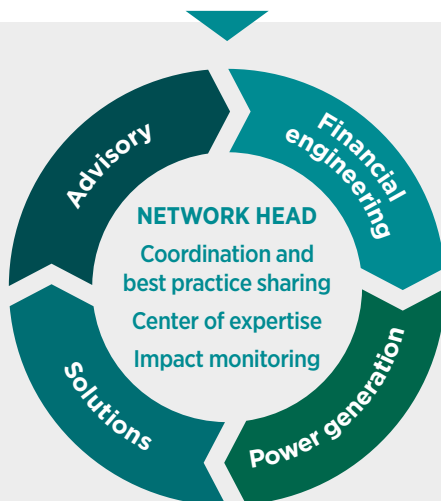 Advisory
Financial
engineering
NETWORK HEAD
Coordination and
best practice sharing
Center of expertise
Impact monitoring
Solutions
Power generation